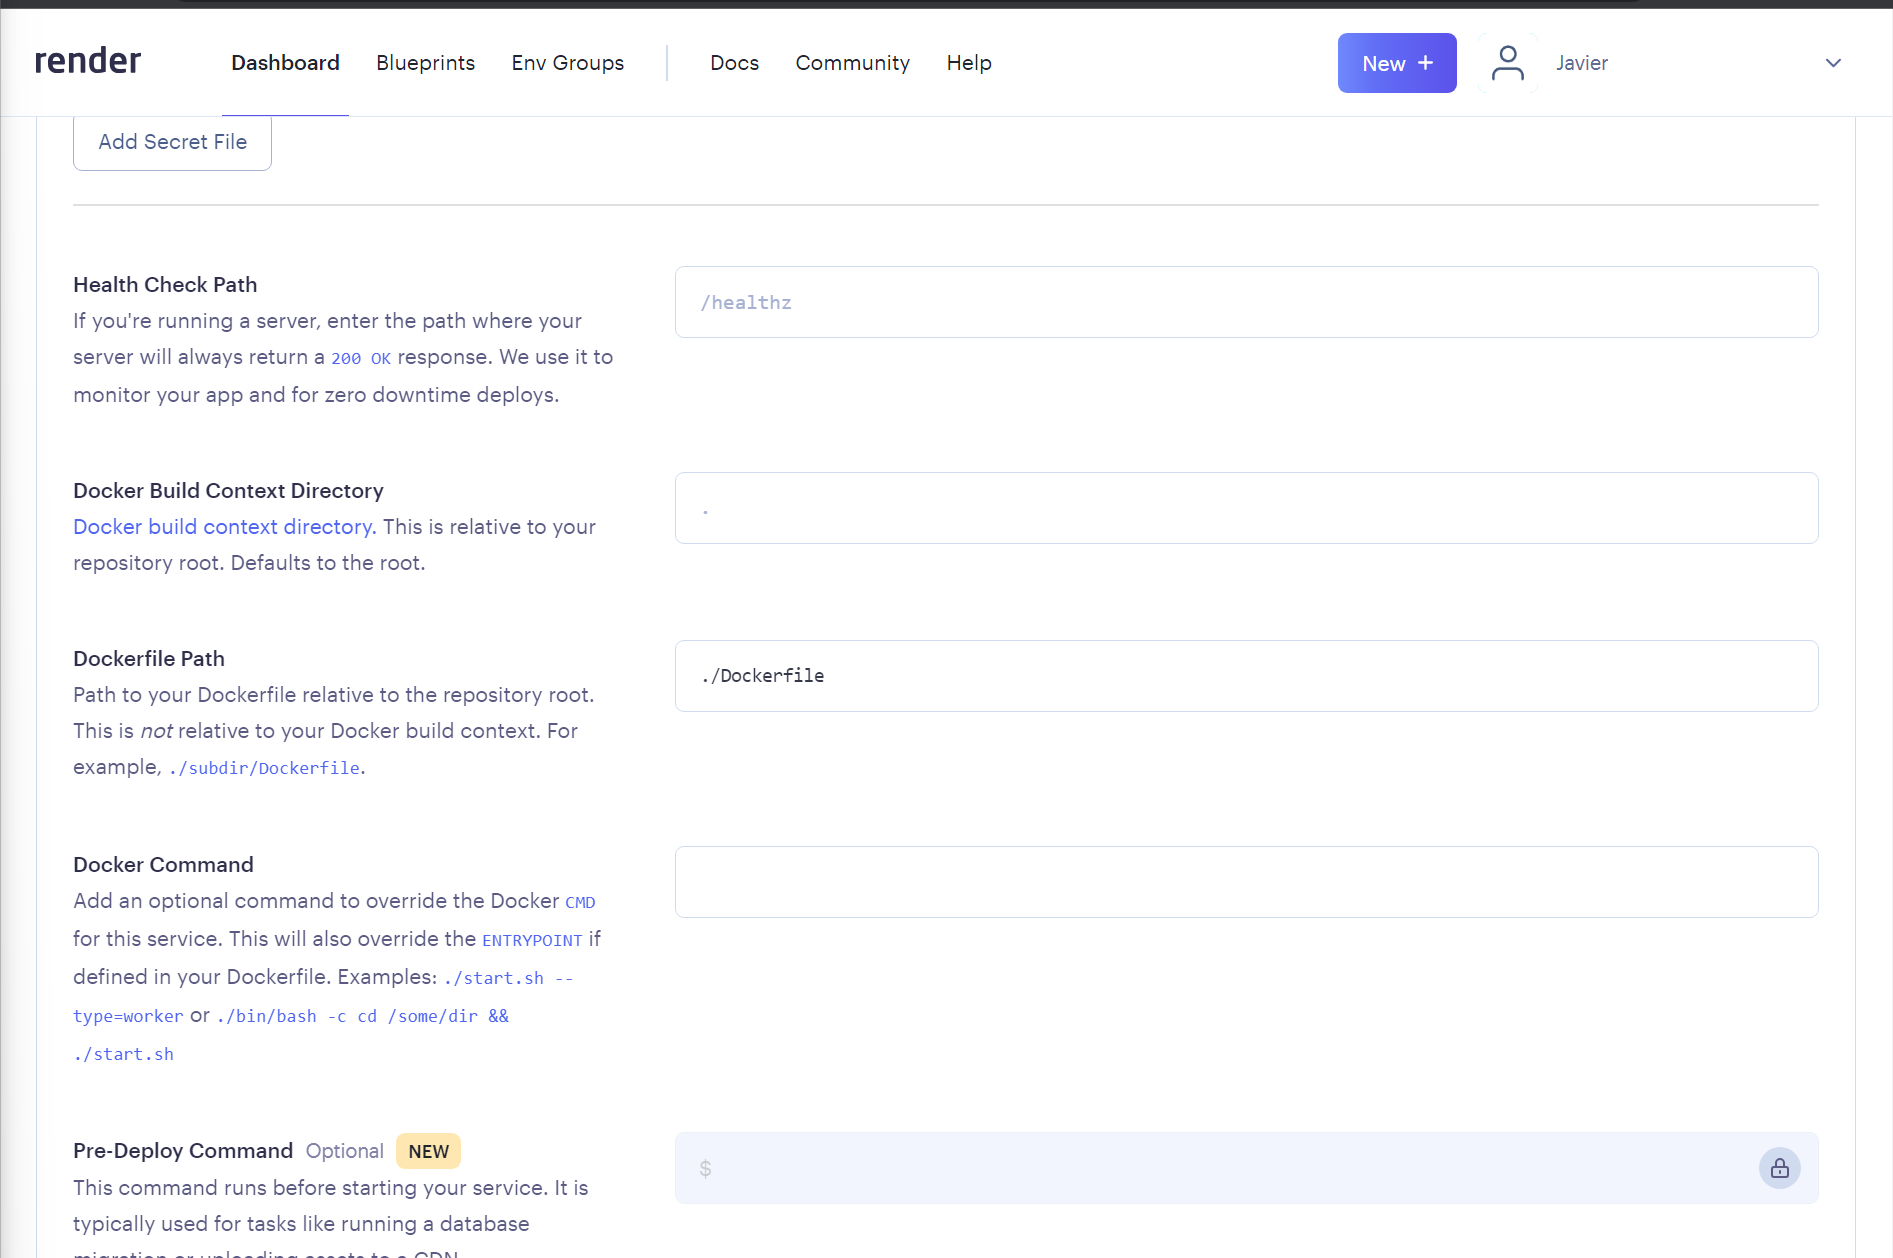 render
Dashboard Blueprints Env Groups Docs Community Help New + Javier
Add Secret File
Health Check Path
If you're running a server, enter the path where your
server will always return a 200 OK response. We use it to
monitor your app and for zero downtime deploys.
/healthz
Docker Build Context Directory
Docker build context directory. This is relative to your
repository root. Defaults to the root.
.
Dockerfile Path
Path to your Dockerfile relative to the repository root.
This is not relative to your Docker build context. For
example, ./subdir/Dockerfile.
./Dockerfile
Docker Command
Add an optional command to override the Docker CMD
for this service. This will also override the ENTRYPOINT if
defined in your Dockerfile. Examples: ./start.sh --
type=worker or ./bin/bash -c cd /some/dir &&
./start.sh
Pre-Deploy Command Optional NEW
This command runs before starting your service. It is
typically used for tasks like running a database
migration or uploading assets to a CDN
$